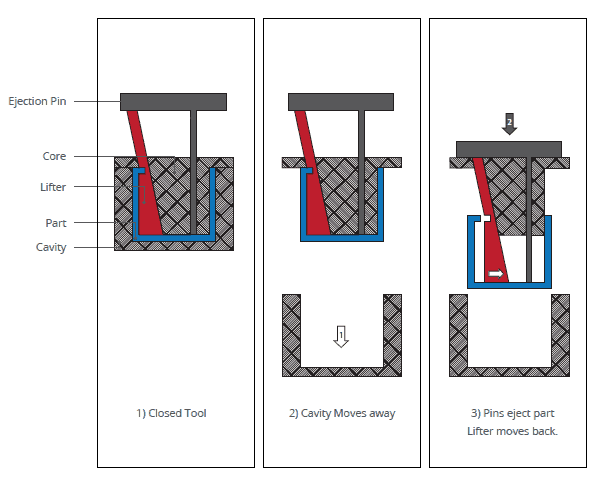 Ejection Pin
Core
Lifter
Part
Cavity
1) Closed Tool
1
2) Cavity Moves away
2
3) Pins eject part
Lifter moves back.